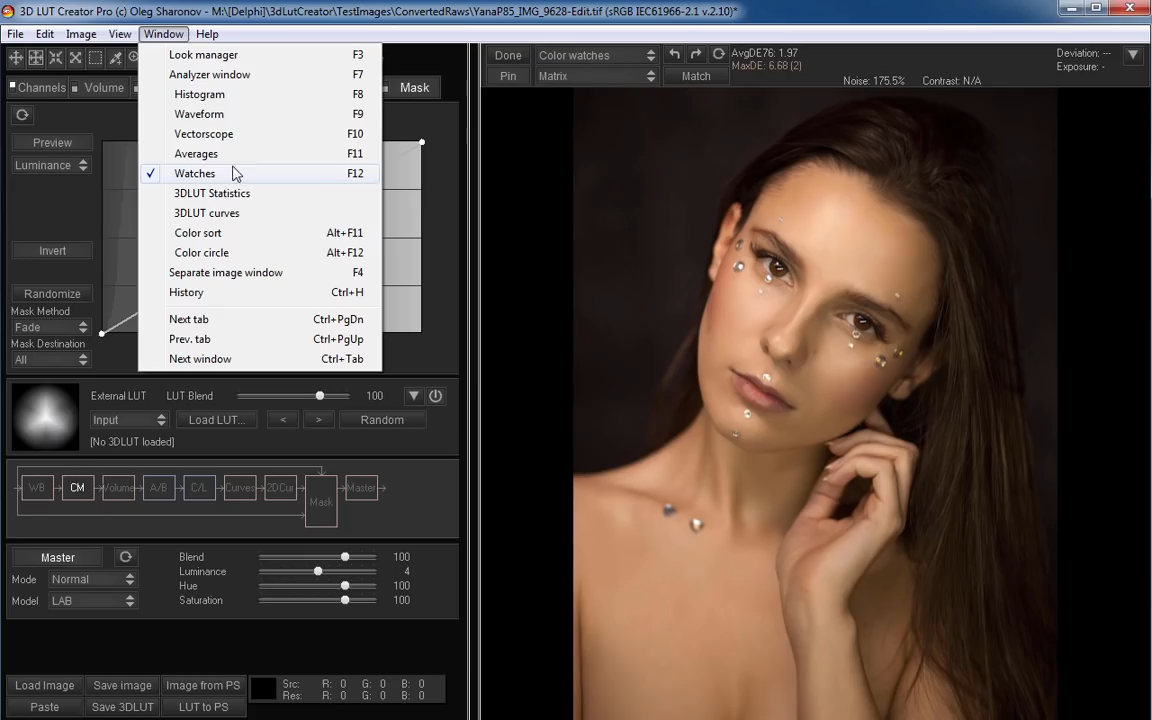 3D LUT Creator Pro (c) Oleg Sharonov - M:\[Delphi]\3dLutCreator\TestImages\ConvertedRaws\YanaP85_IMG_9628-Edit.tif (sRGB IEC61966-2.1 v.2.10)*
File Edit Image View Window Help
Look manager F3
Analyzer window F7
Histogram F8
Waveform F9
Vectorscope F10
Averages F11
Watches F12
3DLUT Statistics
3DLUT curves
Color sort Alt+F11
Color circle Alt+F12
Separate image window F4
History Ctrl+H
Next tab Ctrl+PgDn
Prev. tab Ctrl+PgUp
Next window Ctrl+Tab
Channels Volume Mask
Preview
Luminance
Invert
Randomize
Mask Method
Fade
Mask Destination
All
External LUT LUT Blend 100
Input Load LUT... < > Random
[No 3DLUT loaded]
WB CM Volume A/B C/L Curves 2DCur Mask Master
Master
Mode Normal
Model LAB
Blend 100
Luminance 4
Hue 100
Saturation 100
Load Image Save image Image from PS
Paste Save 3DLUT LUT to PS
Src: R: 0 G: 0 B: 0
Res: R: 0 G: 0 B: 0
Done Color watches
Pin Matrix Match
AvgDE76: 1.97
MaxDE: 6.68 (2)
Noise: 175.5% Contrast: N/A
Deviation: ---
Exposure: -